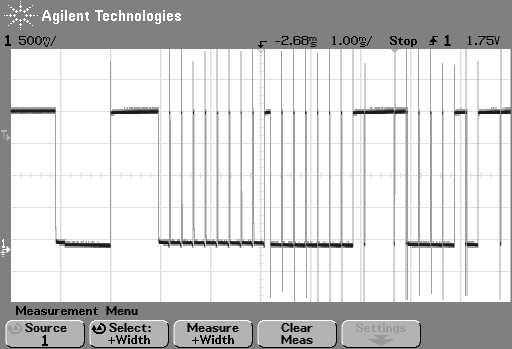 Agilent Technologies
1 500mV/ -2.68ms 1.00ms/ Stop 1 1.75V
T
1
Measurement Menu
Source Select: Measure Clear Settings
1 +Width +Width Meas